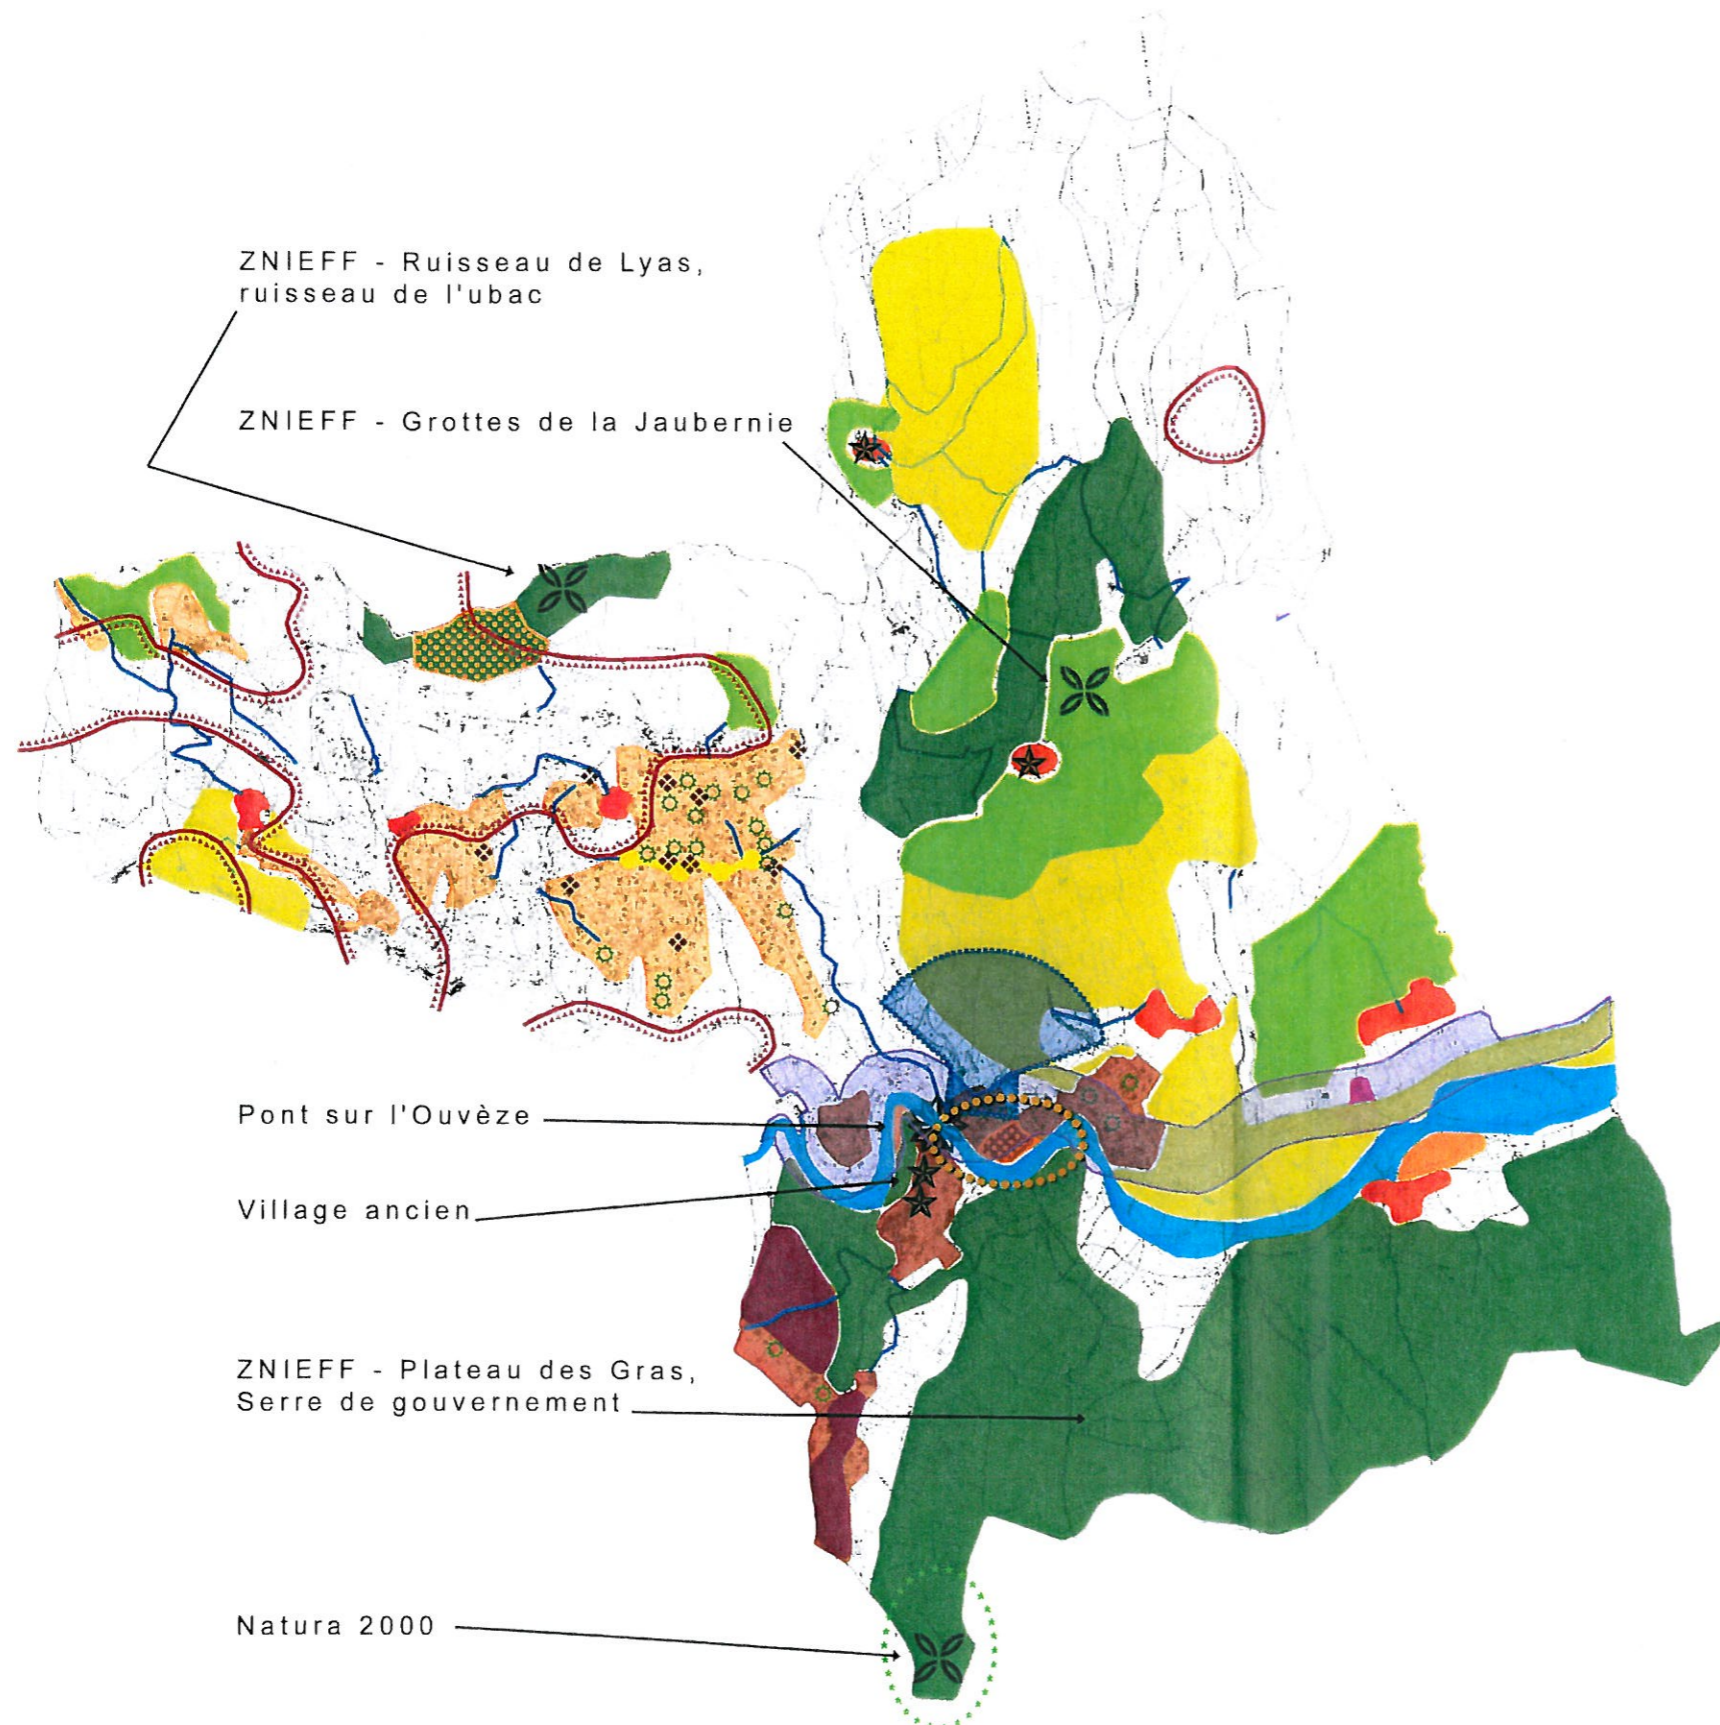 ZNIEFF - Ruisseau de Lyas,
ruisseau de l'ubac
ZNIEFF - Grottes de la Jaubernie
Pont sur l'Ouvèze
Village ancien
ZNIEFF - Plateau des Gras,
Serre de gouvernement
Natura 2000